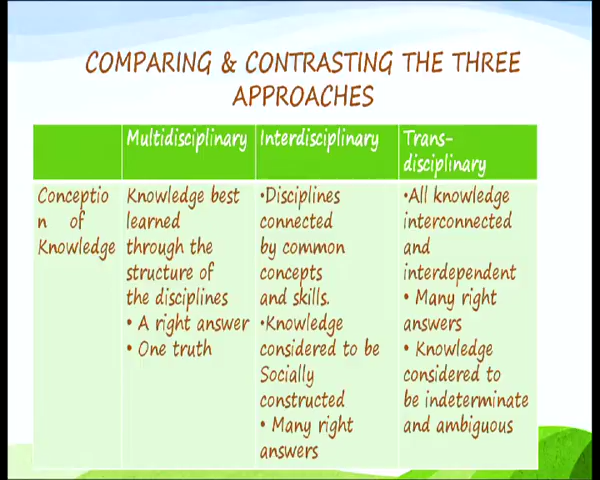 COMPARING & CONTRASTING THE THREE
APPROACHES
Multidisciplinary
Interdisciplinary
Trans-
disciplinary
Conceptio
n of
Knowledge
Knowledge best
learned
through the
structure of
the disciplines
• A right answer
• One truth
•Disciplines
connected
by common
concepts
and skills.
•Knowledge
considered to be
Socially
constructed
• Many right
answers
•All knowledge
interconnected
and
interdependent
• Many right
answers
• Knowledge
considered to
be indeterminate
and ambiguous